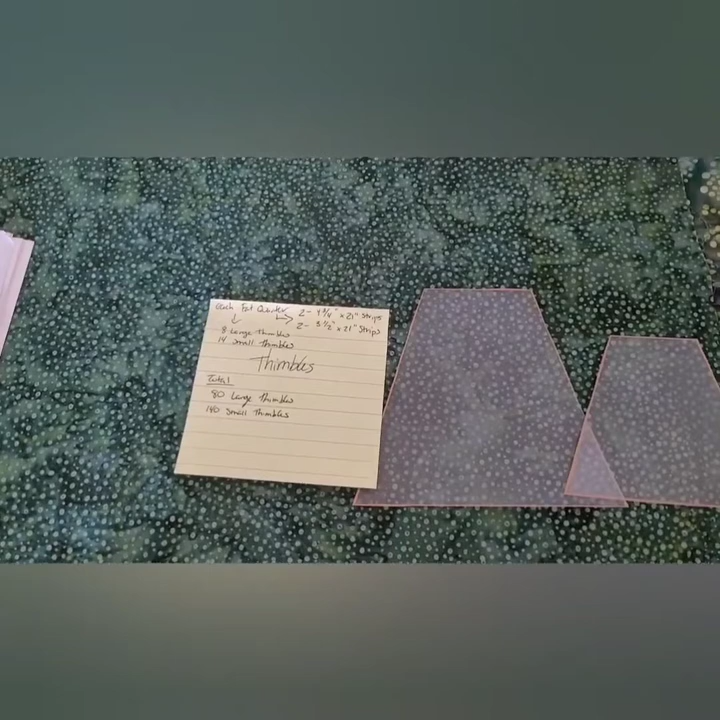 Each Fat Quarter 2- 4 3/4" x 21" Strips
2- 3 1/2" x 21" Strips
8 Large Thimbles
14 Small Thimbles
Thimbles
Total
80 Large Thimbles
140 Small Thimbles